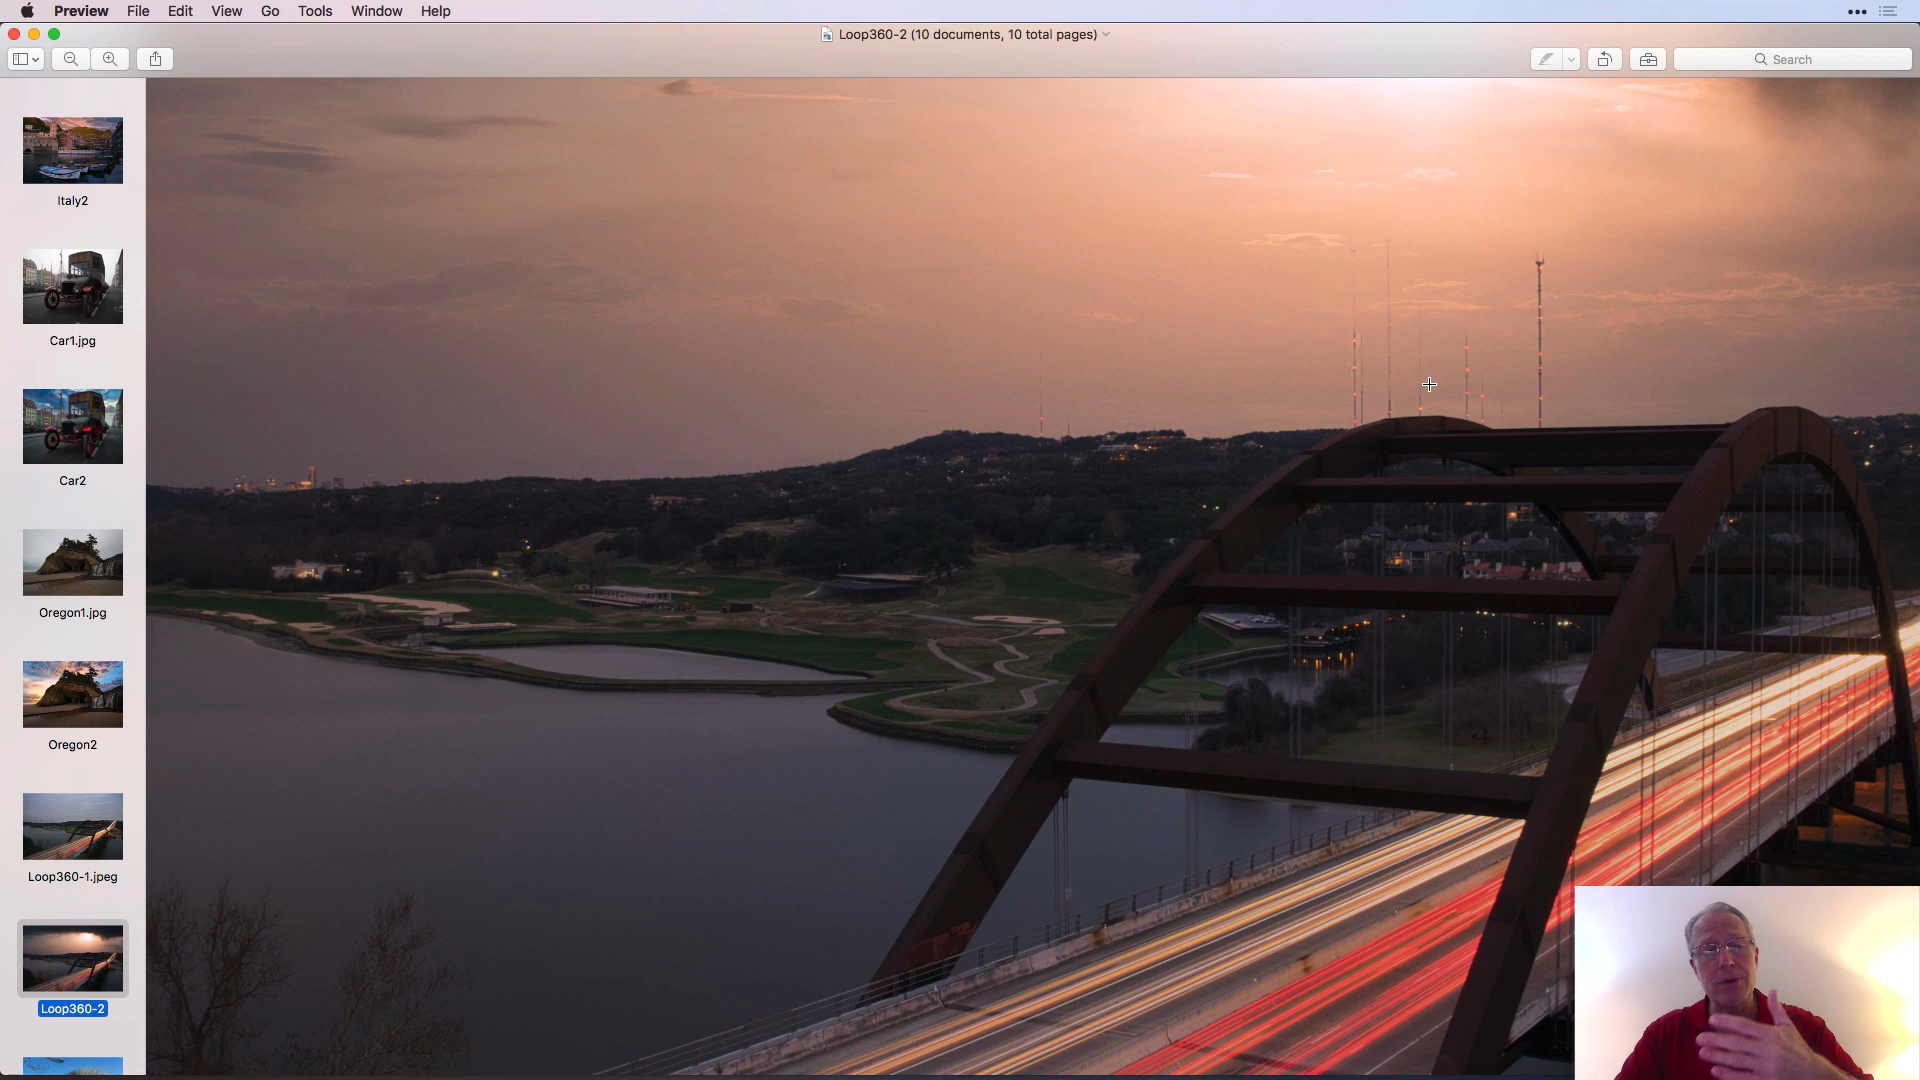 Preview File Edit View Go Tools Window Help
Loop360-2 (10 documents, 10 total pages)
Search
Italy2
Car1.jpg
Car2
Oregon1.jpg
Oregon2
Loop360-1.jpeg
Loop360-2